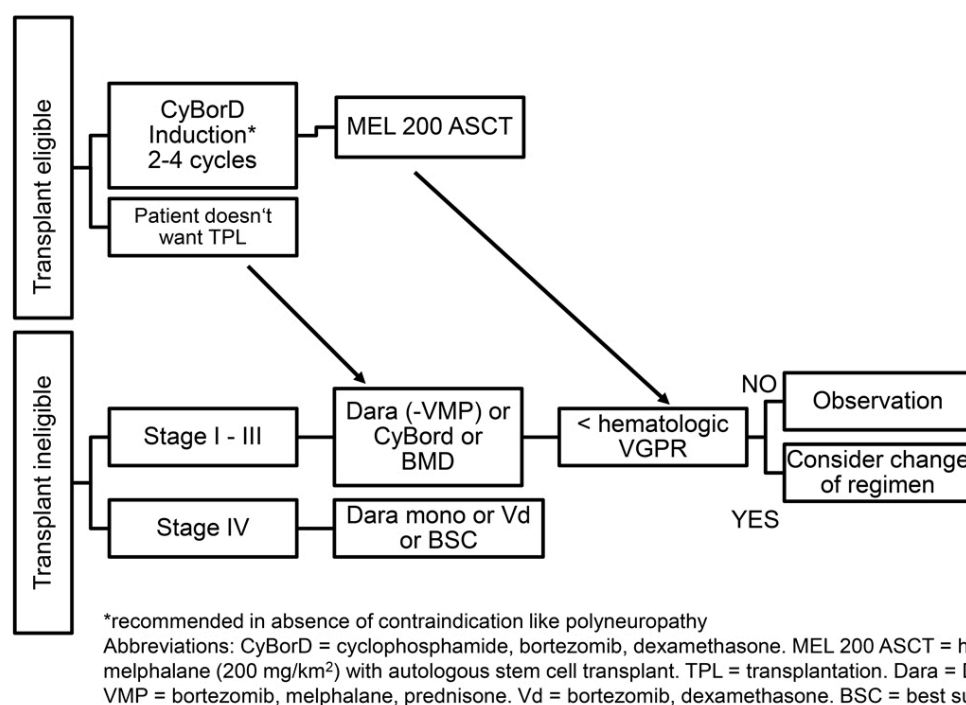 Transplant eligible
CyBorD
Induction*
2-4 cycles
MEL 200 ASCT
Patient doesn‘t
want TPL
Transplant ineligible
Stage I - III
Dara (-VMP) or
CyBord or
BMD
< hematologic
VGPR
NO
Observation
Consider change
of regimen
YES
Stage IV
Dara mono or Vd
or BSC
*recommended in absence of contraindication like polyneuropathy
Abbreviations: CyBorD = cyclophosphamide, bortezomib, dexamethasone. MEL 200 ASCT =
melphalane (200 mg/km²) with autologous stem cell transplant. TPL = transplantation. Dara =
VMP = bortezomib, melphalane, prednisone. Vd = bortezomib, dexamethasone. BSC = best